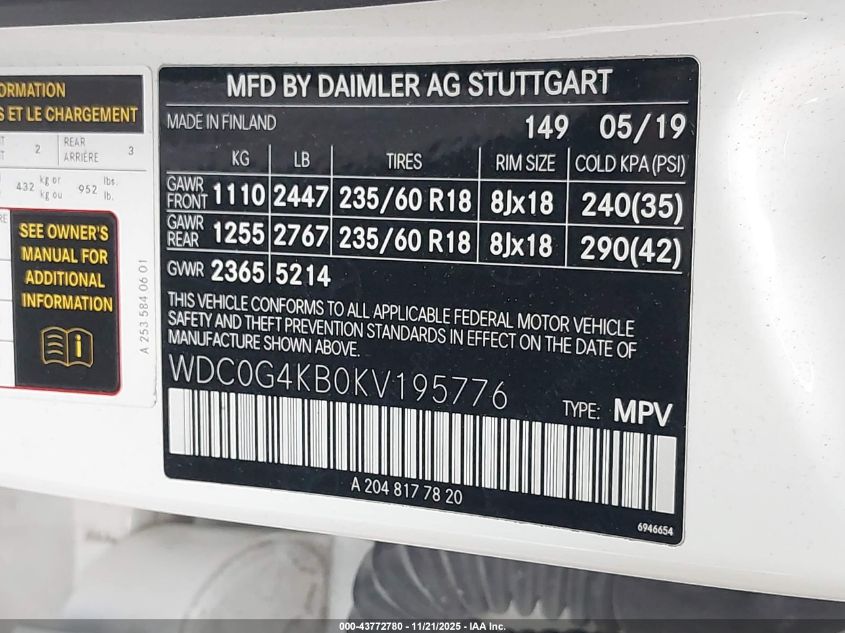 ORMATION
S ET LE CHARGEMENT
2
REAR
ARRIÈRE
3
432 kg or
kg ou
952 lbs.
lb.
SEE OWNER'S
MANUAL FOR
ADDITIONAL
INFORMATION
A 253 584 06 01
MFD BY DAIMLER AG STUTTGART
MADE IN FINLAND 149 05/19
KG LB TIRES RIM SIZE COLD KPA(PSI)
GAWR FRONT 1110 2447 235/60 R18 8Jx18 240(35)
GAWR REAR 1255 2767 235/60 R18 8Jx18 290(42)
GVWR 2365 5214
THIS VEHICLE CONFORMS TO ALL APPLICABLE FEDERAL MOTOR VEHICLE
SAFETY AND THEFT PREVENTION STANDARDS IN EFFECT ON THE DATE OF
MANUFACTURE SHOWN ABOVE.
WDC0G4KB0KV195776
TYPE: MPV
A 204 817 78 20
6946654
000-43772780 - 11/21/2025 - IAA Inc.